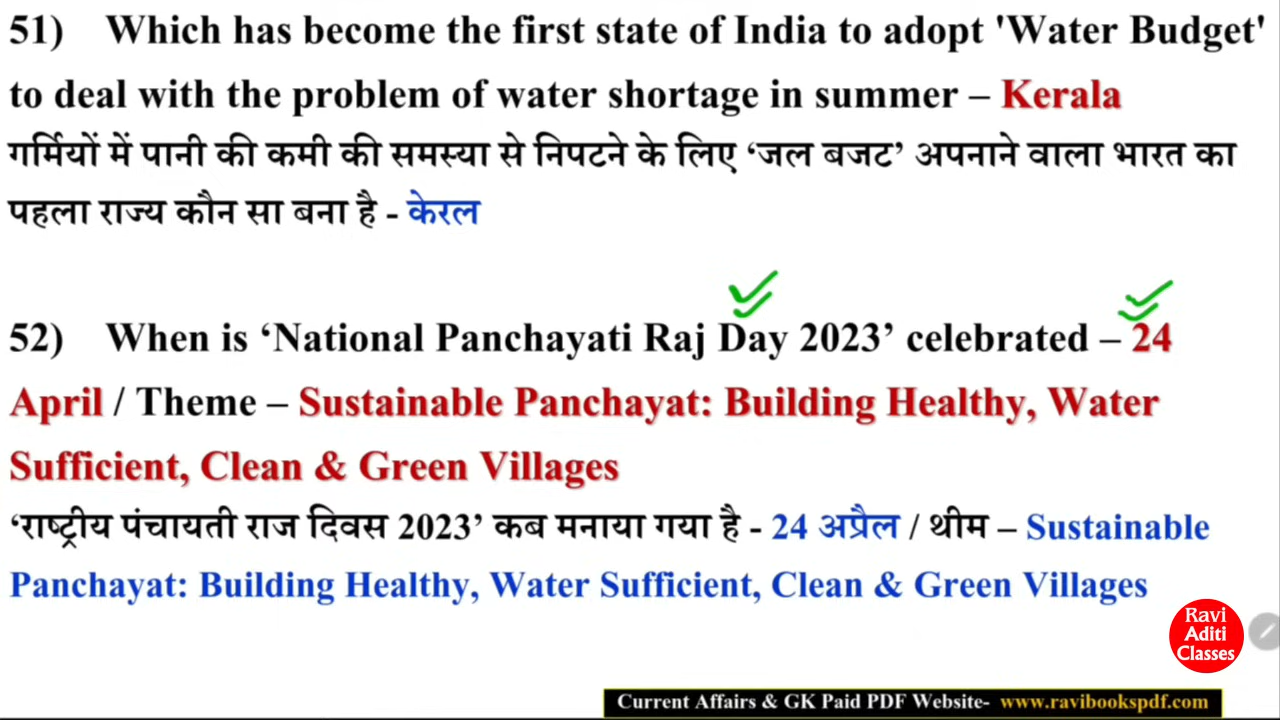 51) Which has become the first state of India to adopt 'Water Budget'
to deal with the problem of water shortage in summer – Kerala
गर्मियों में पानी की कमी की समस्या से निपटने के लिए ‘जल बजट’ अपनाने वाला भारत का
पहला राज्य कौन सा बना है - केरल
52) When is ‘National Panchayati Raj Day 2023’ celebrated – 24
April / Theme – Sustainable Panchayat: Building Healthy, Water
Sufficient, Clean & Green Villages
‘राष्ट्रीय पंचायती राज दिवस 2023’ कब मनाया गया है - 24 अप्रैल / थीम – Sustainable
Panchayat: Building Healthy, Water Sufficient, Clean & Green Villages
Ravi
Aditi
Classes
Current Affairs & GK Paid PDF Website- www.ravibookspdf.com